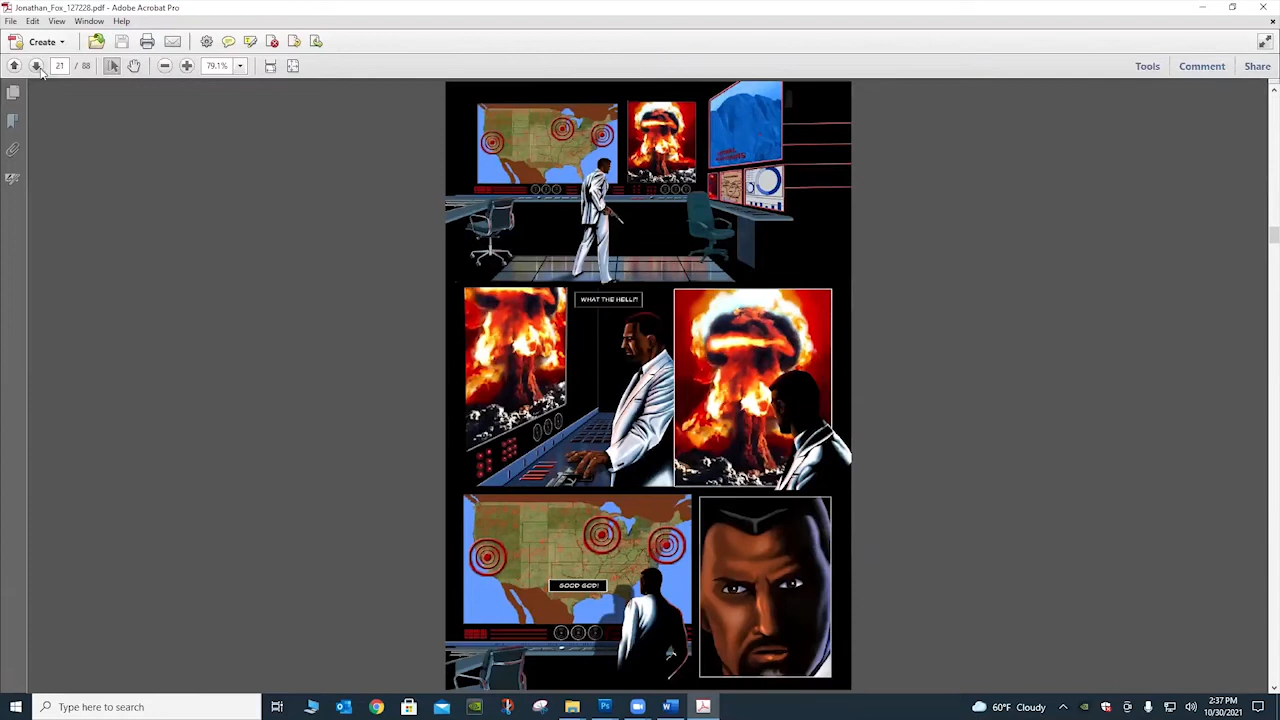 Jonathan_Fox_127228.pdf - Adobe Acrobat Pro
File Edit View Window Help
Create
21 / 88
79.1%
Tools Comment Share
WHAT THE HELL?!
GOOD GOD!
Type here to search
60°F Cloudy
2:37 PM
10/30/2021